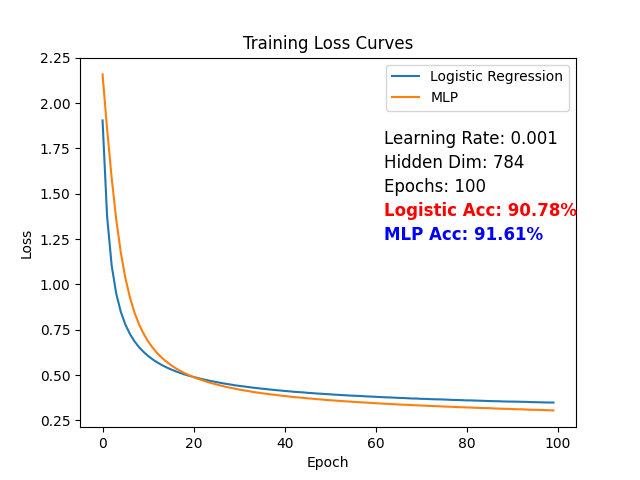 Training Loss Curves
2.25
2.00
1.75
1.50
1.25
1.00
0.75
0.50
0.25
Loss
Logistic Regression
MLP
Learning Rate: 0.001
Hidden Dim: 784
Epochs: 100
Logistic Acc: 90.78%
MLP Acc: 91.61%
0 20 40 60 80 100
Epoch